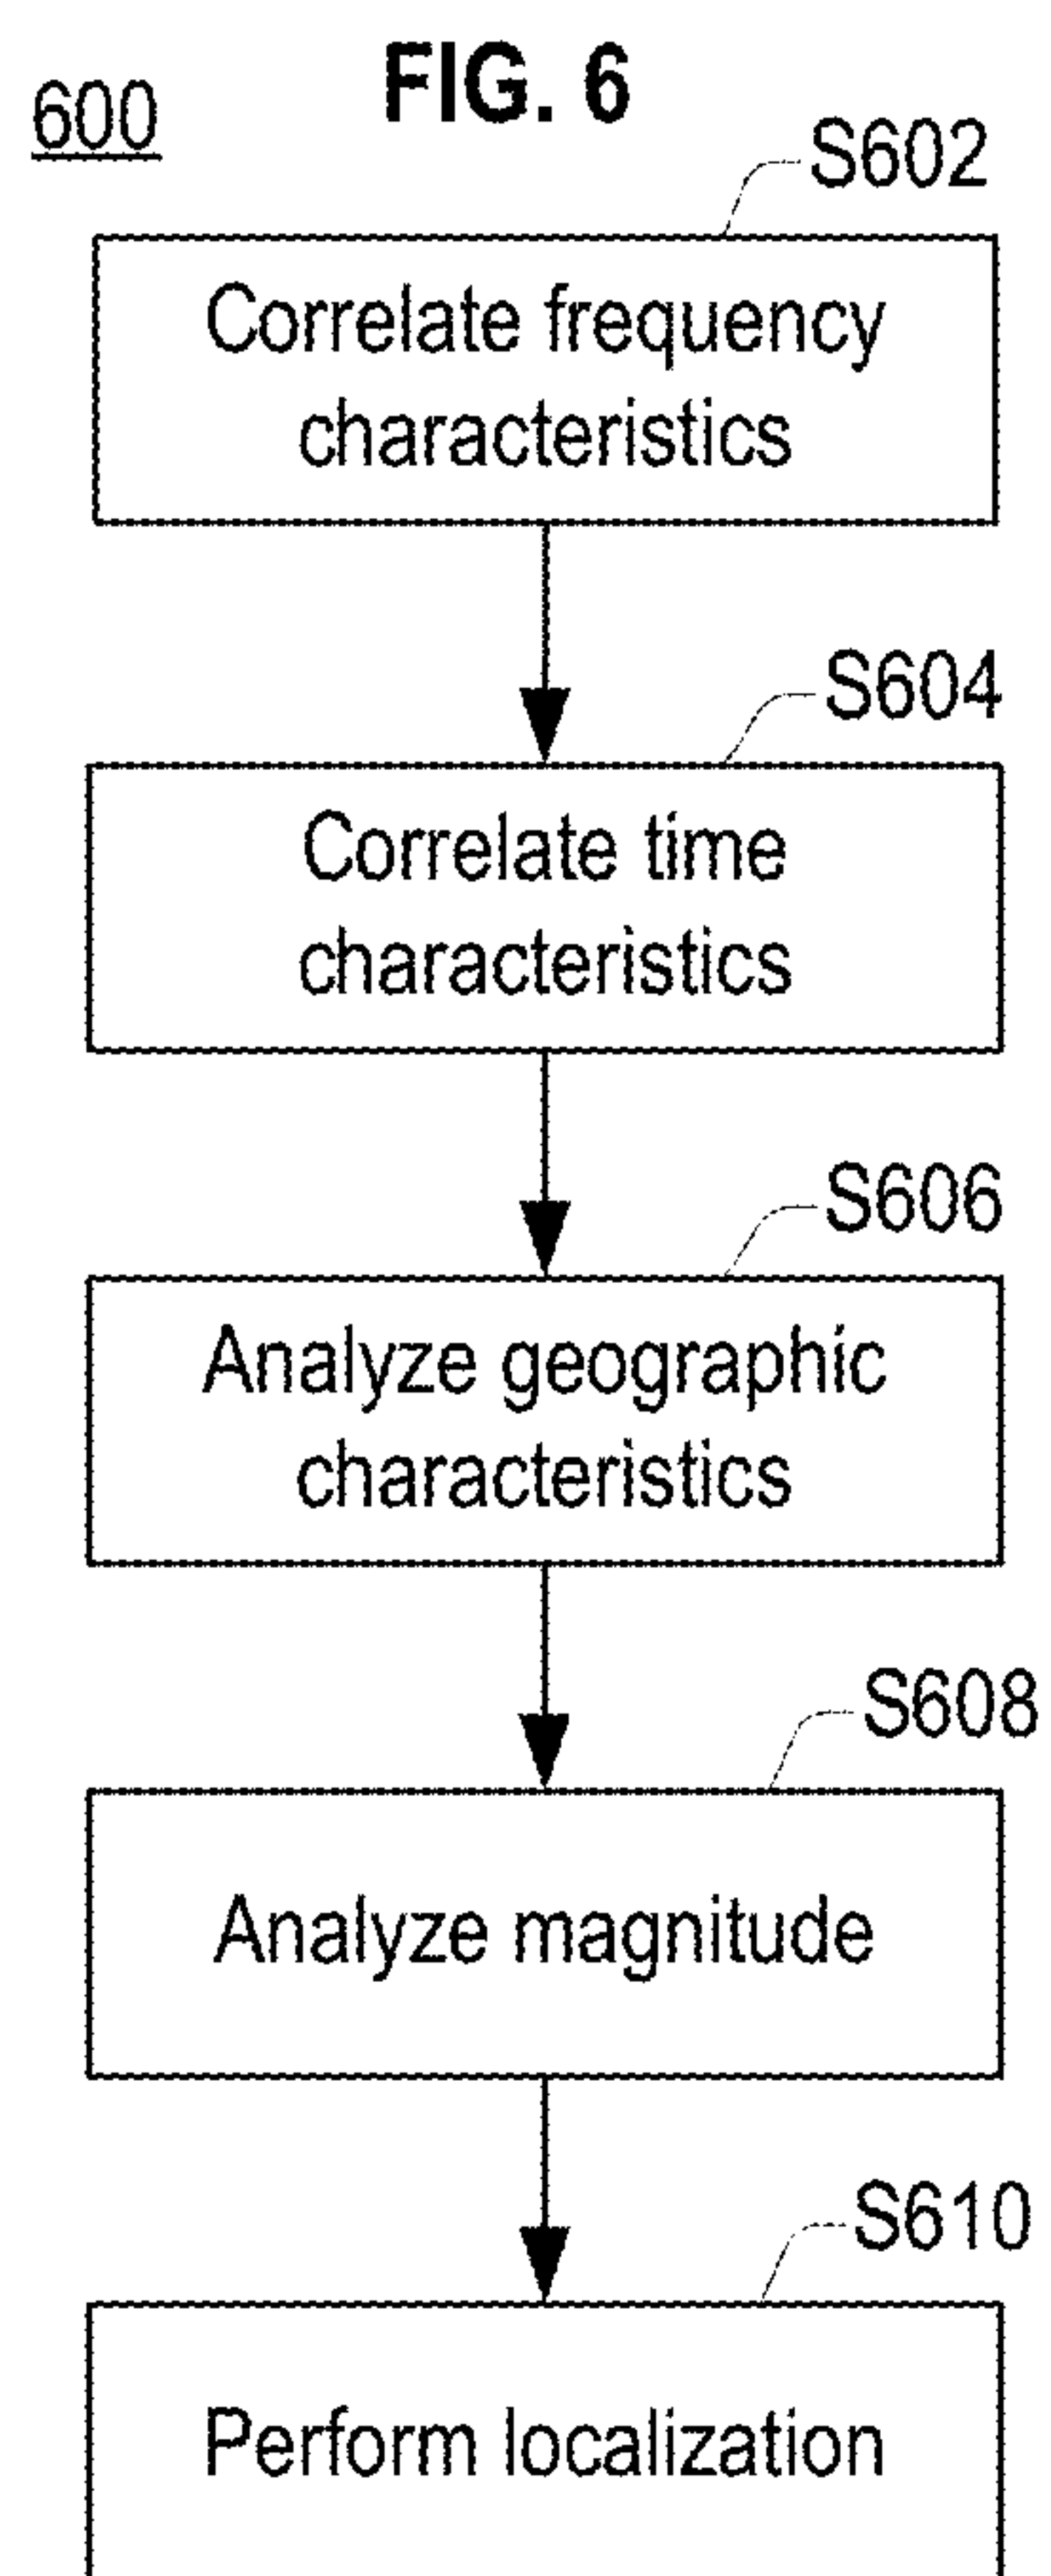 FIG. 6
600
S602
Correlate frequency
characteristics
S604
Correlate time
characteristics
S606
Analyze geographic
characteristics
S608
Analyze magnitude
S610
Perform localization